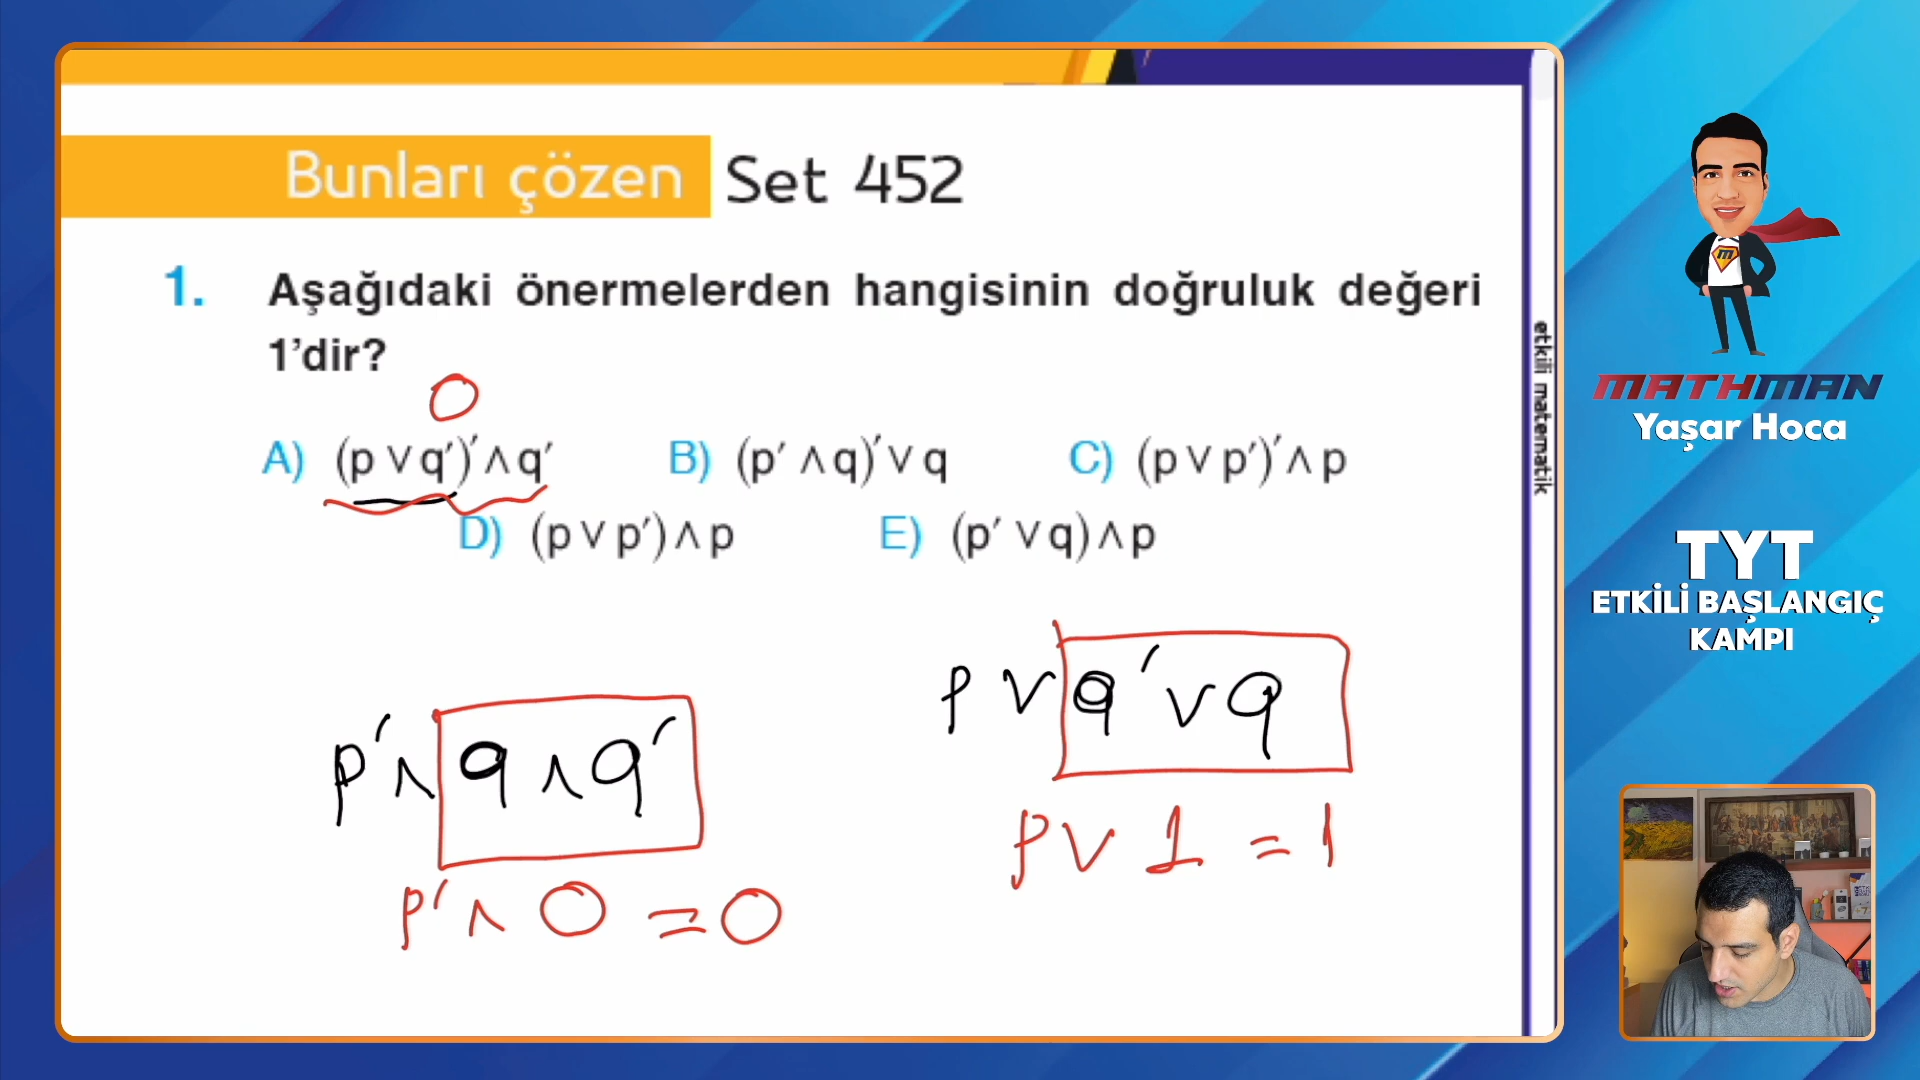 Bunları çözen Set 452
1. Aşağıdaki önermelerden hangisinin doğruluk değeri
1'dir?
0
A) (p ∨ q′)′ ∧ q′ B) (p′ ∧ q)′ ∨ q C) (p ∨ p′)′ ∧ p
D) (p ∨ p′) ∧ p E) (p′ ∨ q) ∧ p
p′ ∧ q ∧ q′
p′ ∧ 0 = 0
p ∨ q′ ∨ q
p ∨ 1 = 1
etkili matematik
m
MATHMAN
Yaşar Hoca
TYT
ETKİLİ BAŞLANGIÇ
KAMPI